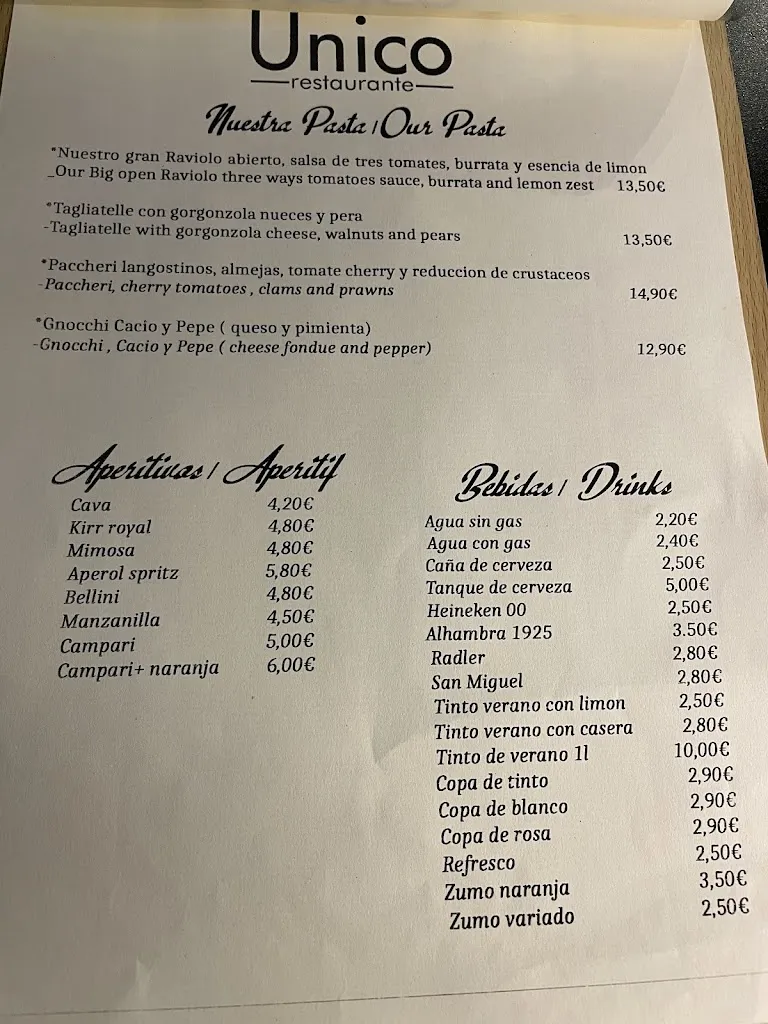 Unico
restaurante
Nuestra Pasta / Our Pasta
*Nuestro gran Raviolo abierto, salsa de tres tomates, burrata y esencia de limon
_Our Big open Raviolo three ways tomatoes sauce, burrata and lemon zest 13,50€
*Tagliatelle con gorgonzola nueces y pera
-Tagliatelle with gorgonzola cheese, walnuts and pears 13,50€
*Paccheri langostinos, almejas, tomate cherry y reduccion de crustaceos
-Paccheri, cherry tomatoes, clams and prawns 14,90€
*Gnocchi Cacio y Pepe ( queso y pimienta)
-Gnocchi , Cacio y Pepe ( cheese fondue and pepper) 12,90€
Aperitivas / Aperitif
Cava 4,20€
Kirr royal 4,80€
Mimosa 4,80€
Aperol spritz 5,80€
Bellini 4,80€
Manzanilla 4,50€
Campari 5,00€
Campari+ naranja 6,00€
Bebidas / Drinks
Agua sin gas 2,20€
Agua con gas 2,40€
Caña de cerveza 2,50€
Tanque de cerveza 5,00€
Heineken 00 2,50€
Alhambra 1925 3.50€
Radler 2,80€
San Miguel 2,80€
Tinto verano con limon 2,50€
Tinto verano con casera 2,80€
Tinto de verano 1l 10,00€
Copa de tinto 2,90€
Copa de blanco 2,90€
Copa de rosa 2,90€
Refresco 2,50€
Zumo naranja 3,50€
Zumo variado 2,50€